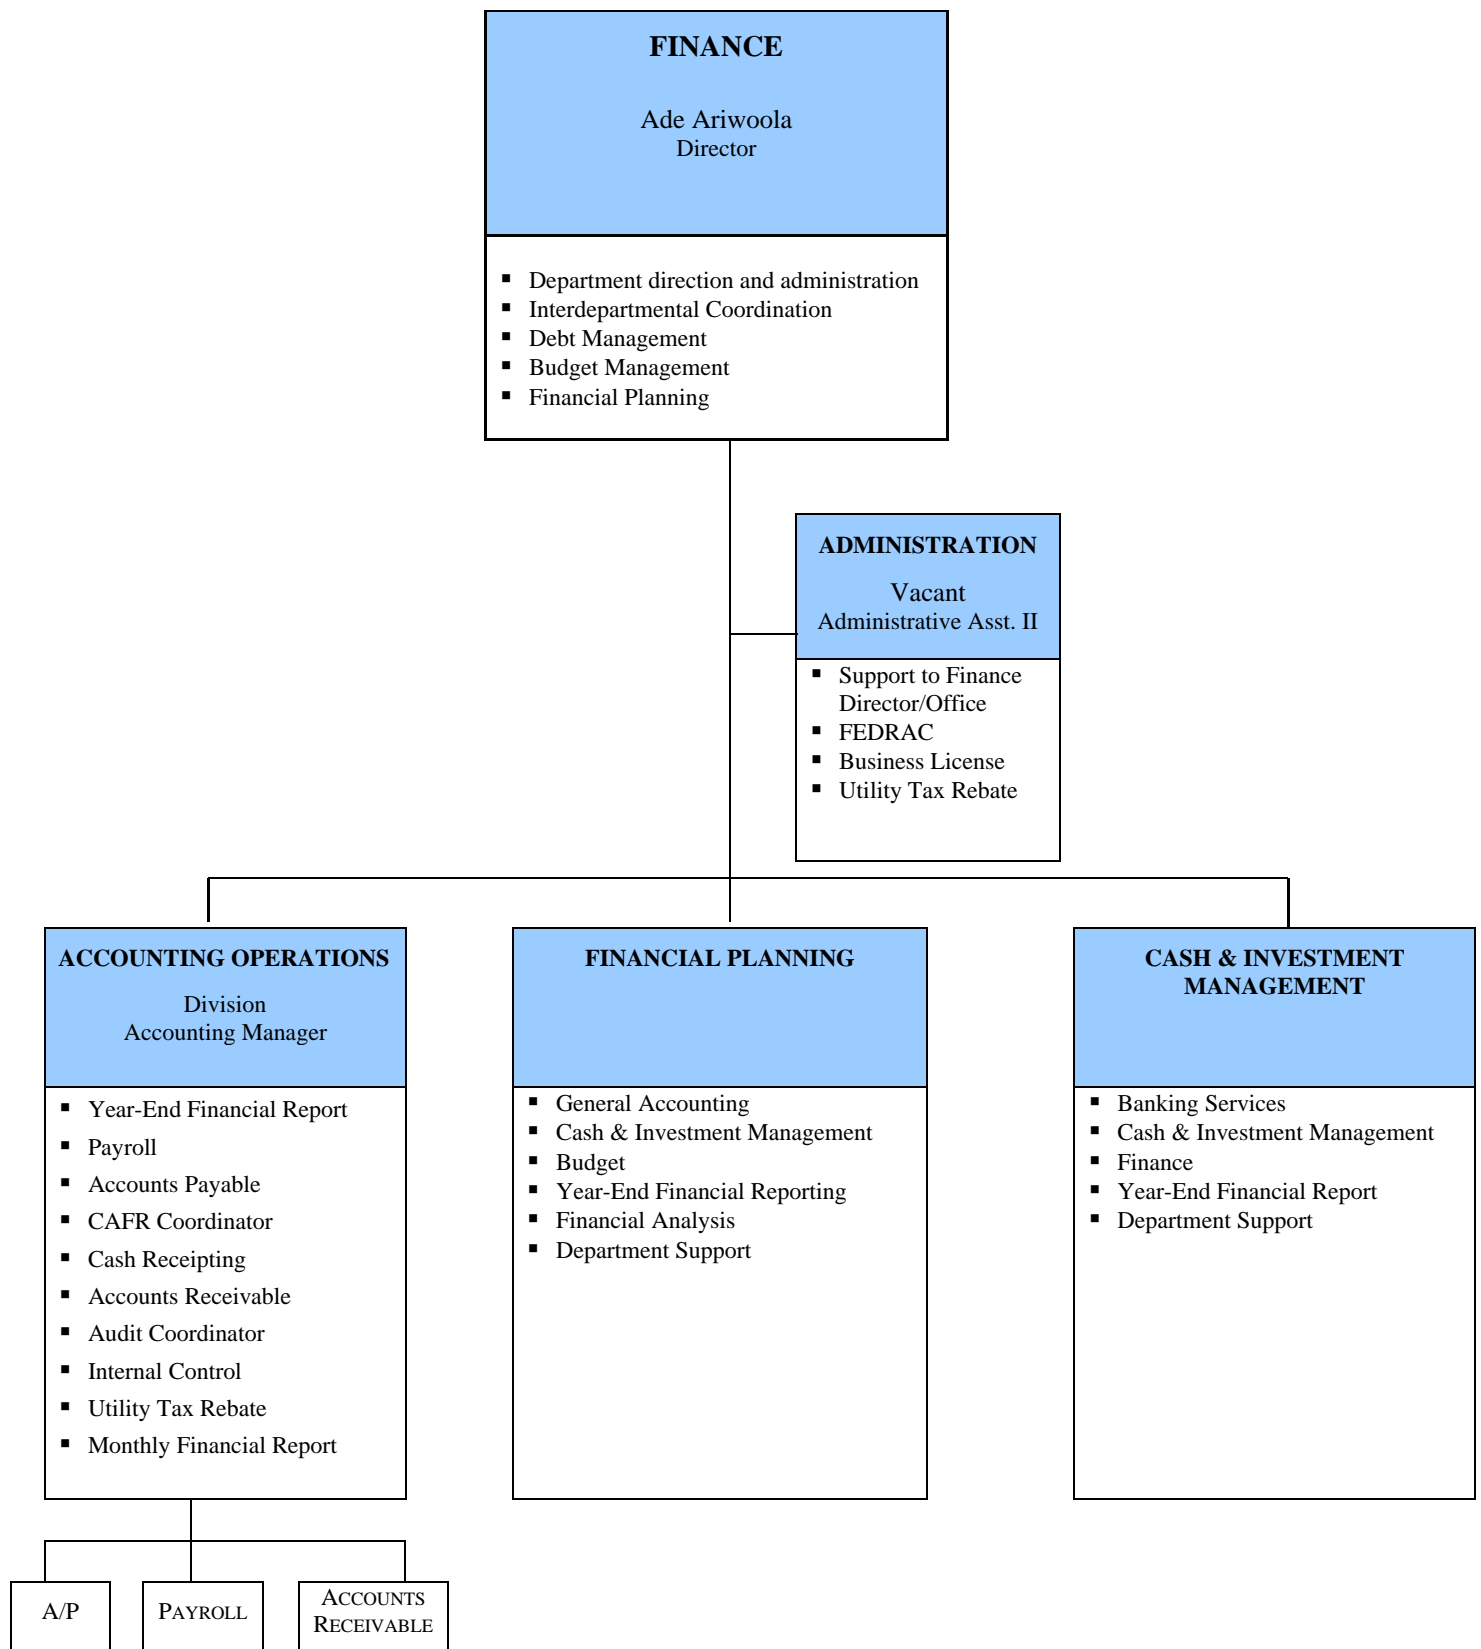 FINANCE
Ade Ariwoola
Director
▪ Department direction and administration
▪ Interdepartmental Coordination
▪ Debt Management
▪ Budget Management
▪ Financial Planning
ADMINISTRATION
Vacant
Administrative Asst. II
▪ Support to Finance
Director/Office
▪ FEDRAC
▪ Business License
▪ Utility Tax Rebate
ACCOUNTING OPERATIONS
Division
Accounting Manager
▪ Year-End Financial Report
▪ Payroll
▪ Accounts Payable
▪ CAFR Coordinator
▪ Cash Receipting
▪ Accounts Receivable
▪ Audit Coordinator
▪ Internal Control
▪ Utility Tax Rebate
▪ Monthly Financial Report
FINANCIAL PLANNING
▪ General Accounting
▪ Cash & Investment Management
▪ Budget
▪ Year-End Financial Reporting
▪ Financial Analysis
▪ Department Support
CASH & INVESTMENT
MANAGEMENT
▪ Banking Services
▪ Cash & Investment Management
▪ Finance
▪ Year-End Financial Report
▪ Department Support
A/P
PAYROLL
ACCOUNTS
RECEIVABLE